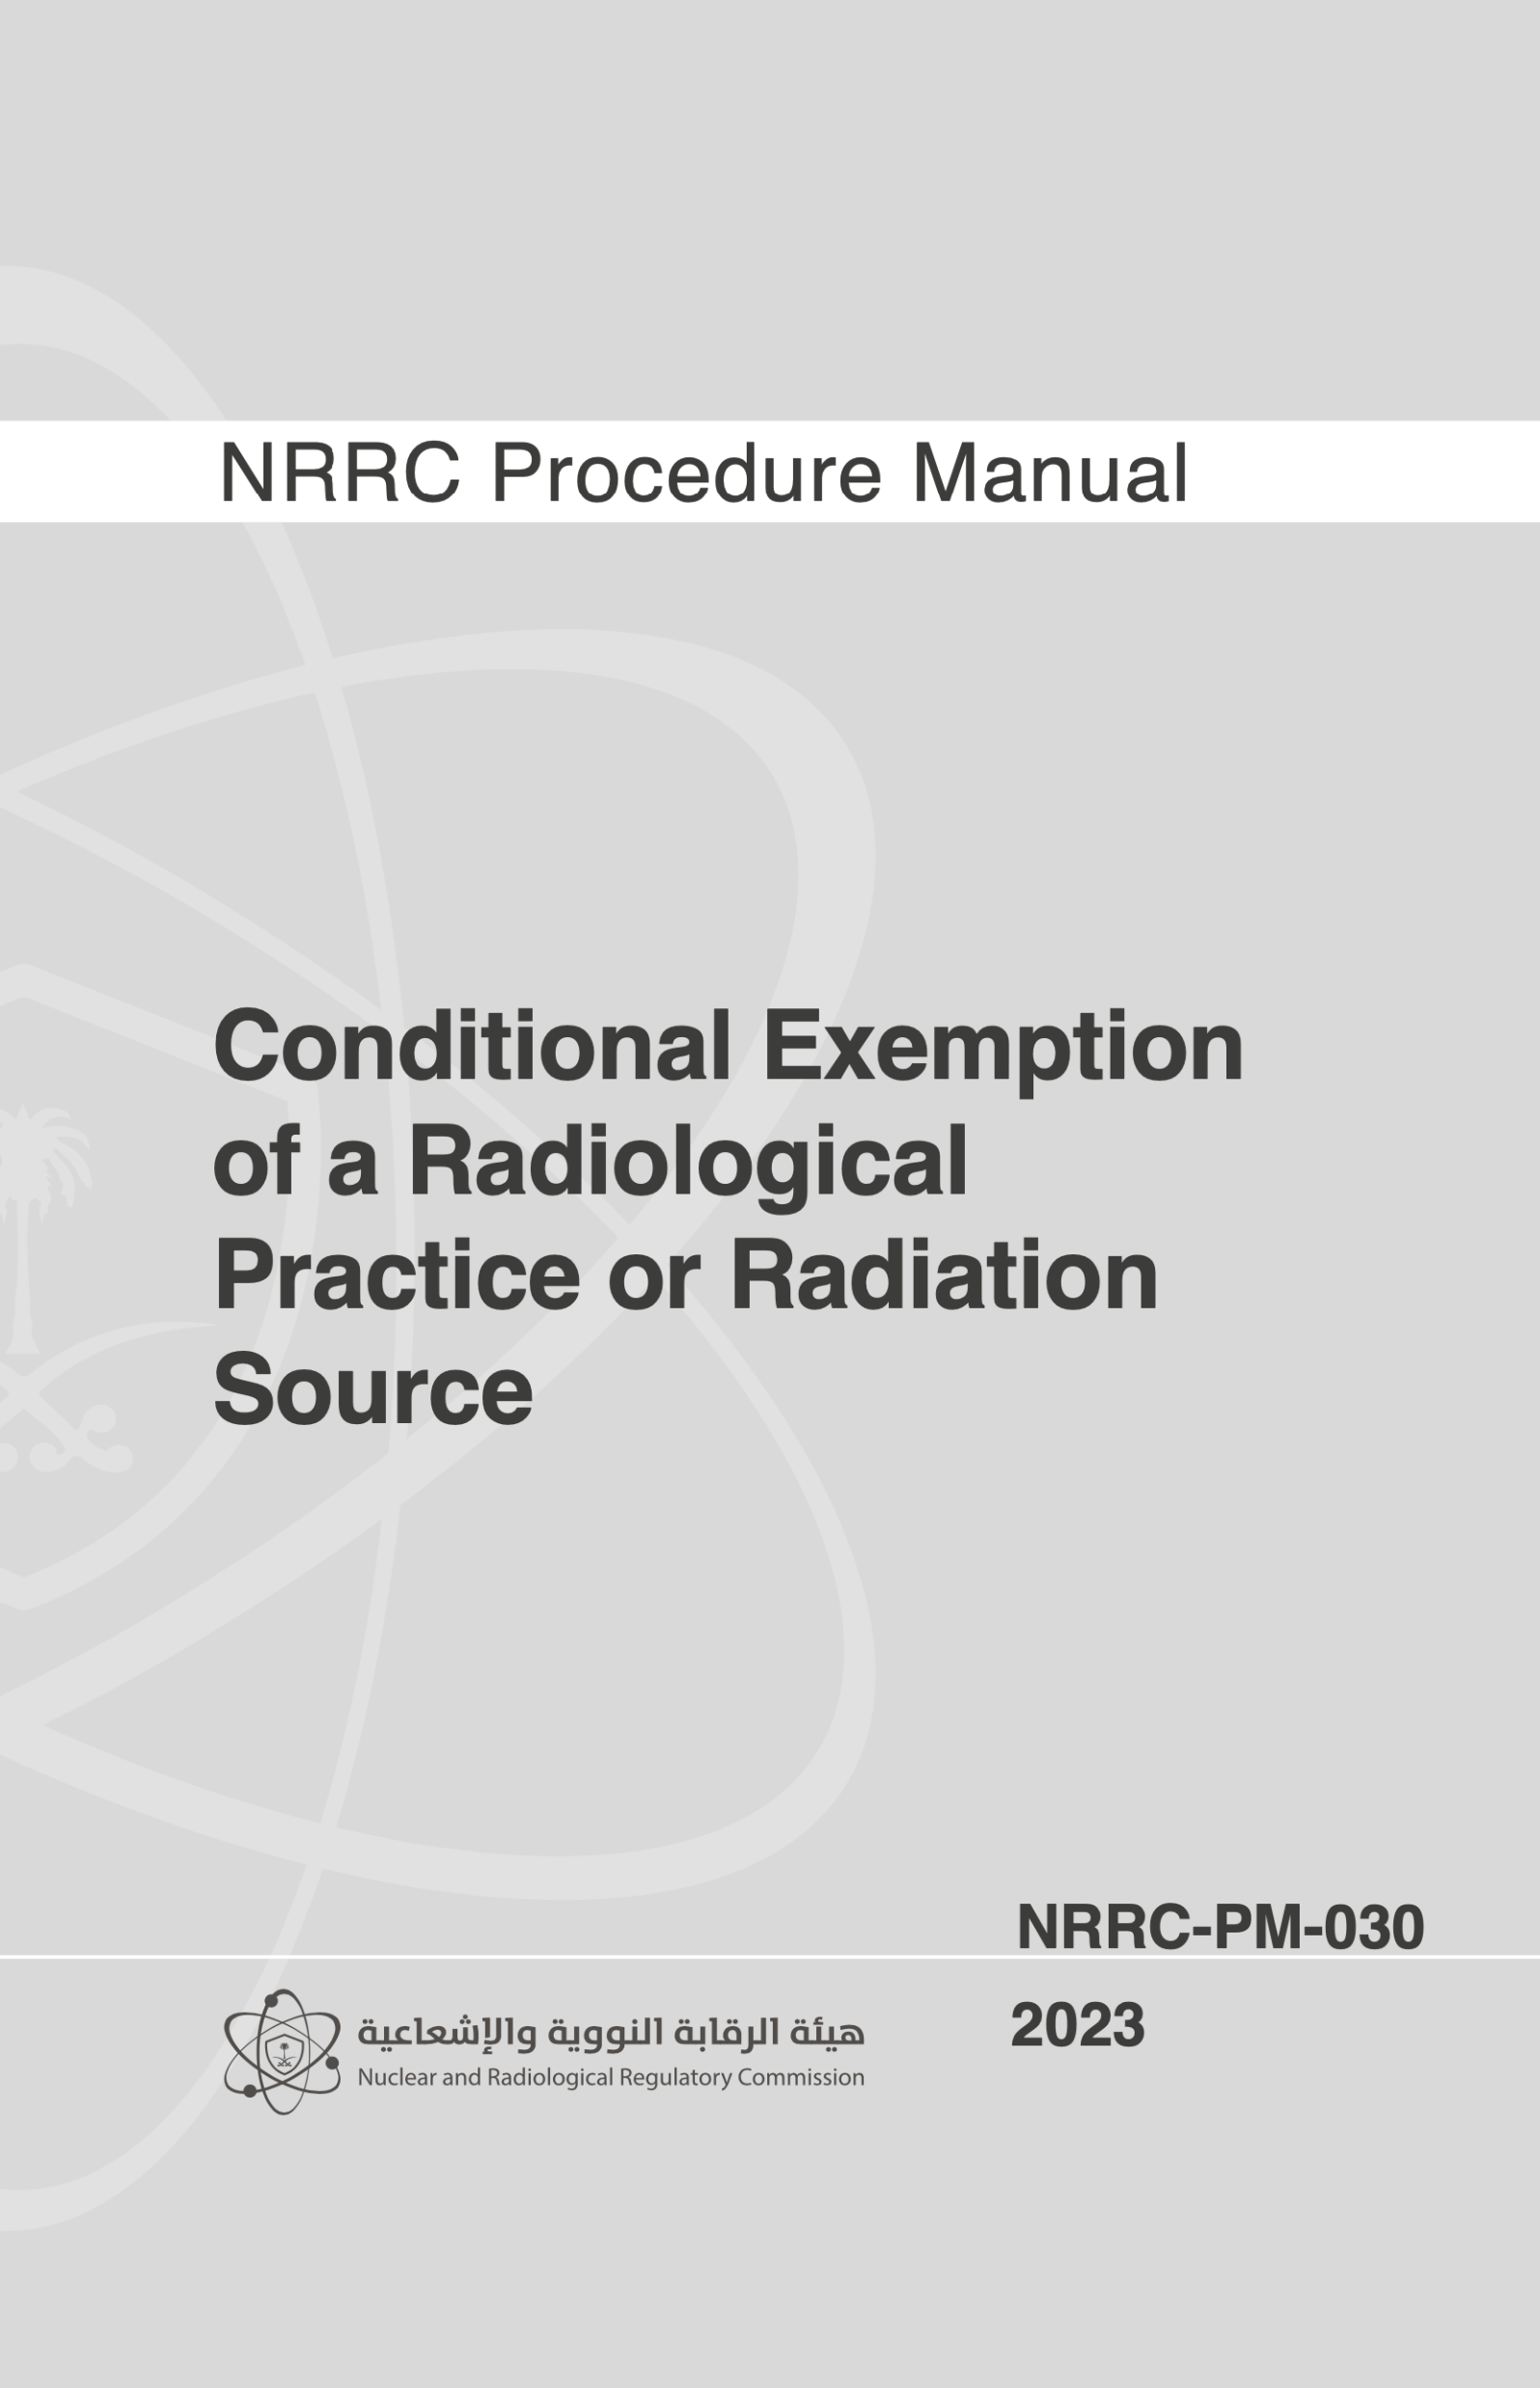 NRRC Procedure Manual
Conditional Exemption
of a Radiological
Practice or Radiation
Source
NRRC-PM-030
2023
هيئة الرقابة النووية والإشعاعية
Nuclear and Radiological Regulatory Commission